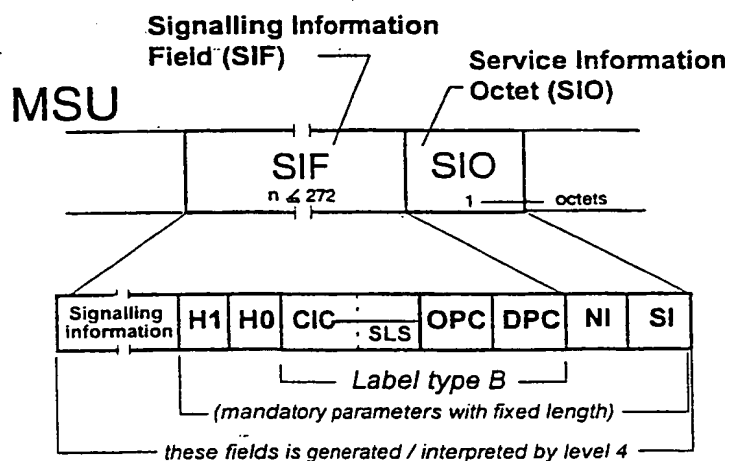 Signalling Information
Field (SIF)
Service Information
Octet (SIO)
MSU
SIF
n ≤ 272
SIO
1 octets
Signalling information
H1 H0 CIC SLS OPC DPC NI SI
Label type B
(mandatory parameters with fixed length)
these fields is generated / interpreted by level 4